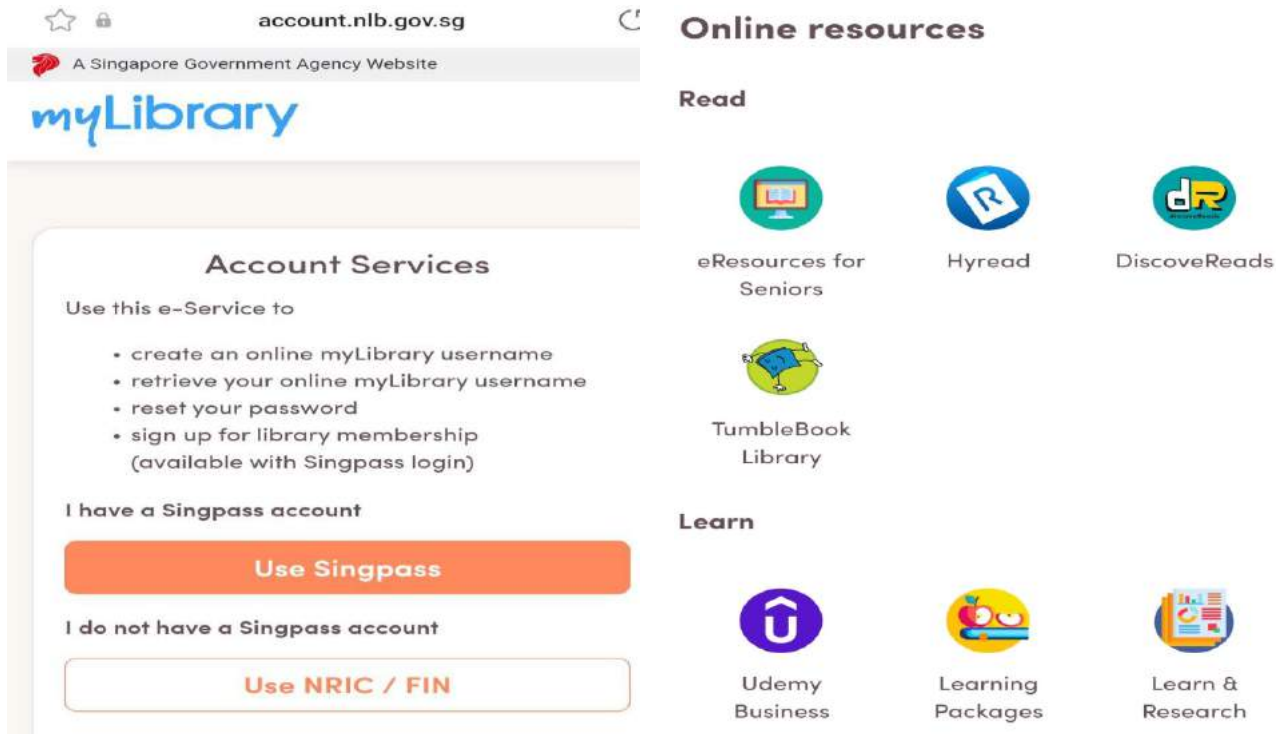 account.nlb.gov.sg
A Singapore Government Agency Website
myLibrary
Account Services
Use this e-Service to
• create an online myLibrary username
• retrieve your online myLibrary username
• reset your password
• sign up for library membership
(available with Singpass login)
I have a Singpass account
Use Singpass
I do not have a Singpass account
Use NRIC / FIN
Online resources
Read
eResources for
Seniors
Hyread
DiscoveReads
TumbleBook
Library
Learn
Udemy
Business
Learning
Packages
Learn &
Research